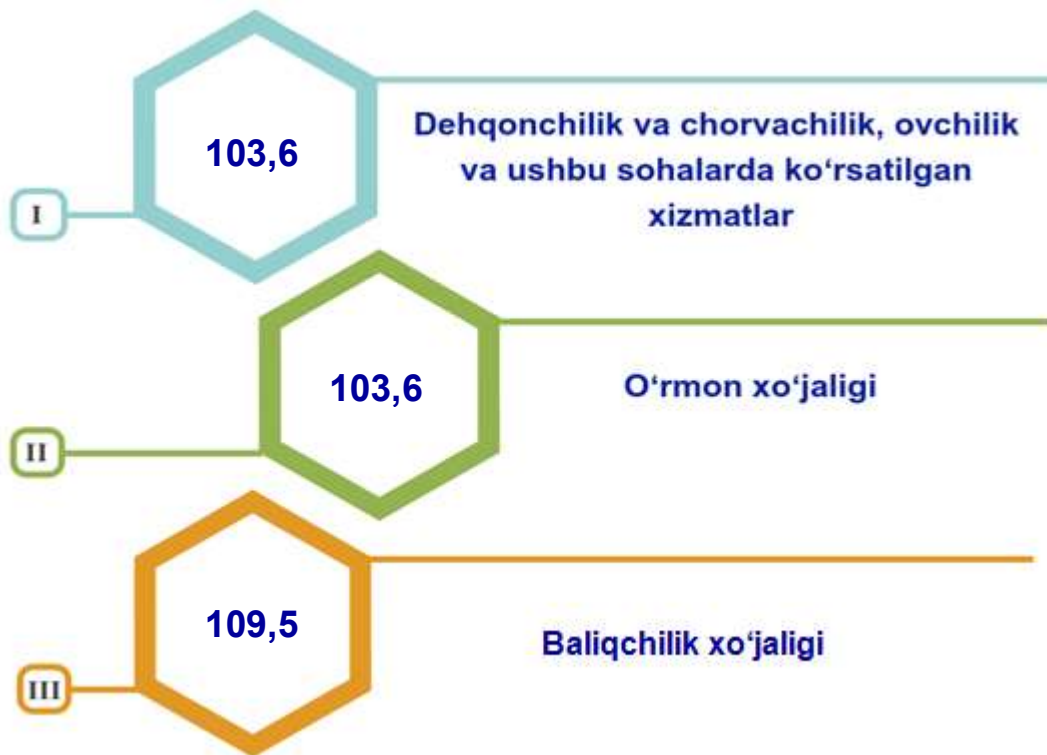 103,6
Dehqonchilik va chorvachilik, ovchilik
va ushbu sohalarda ko‘rsatilgan
xizmatlar
I
103,6
O‘rmon xo‘jaligi
II
109,5
Baliqchilik xo‘jaligi
III